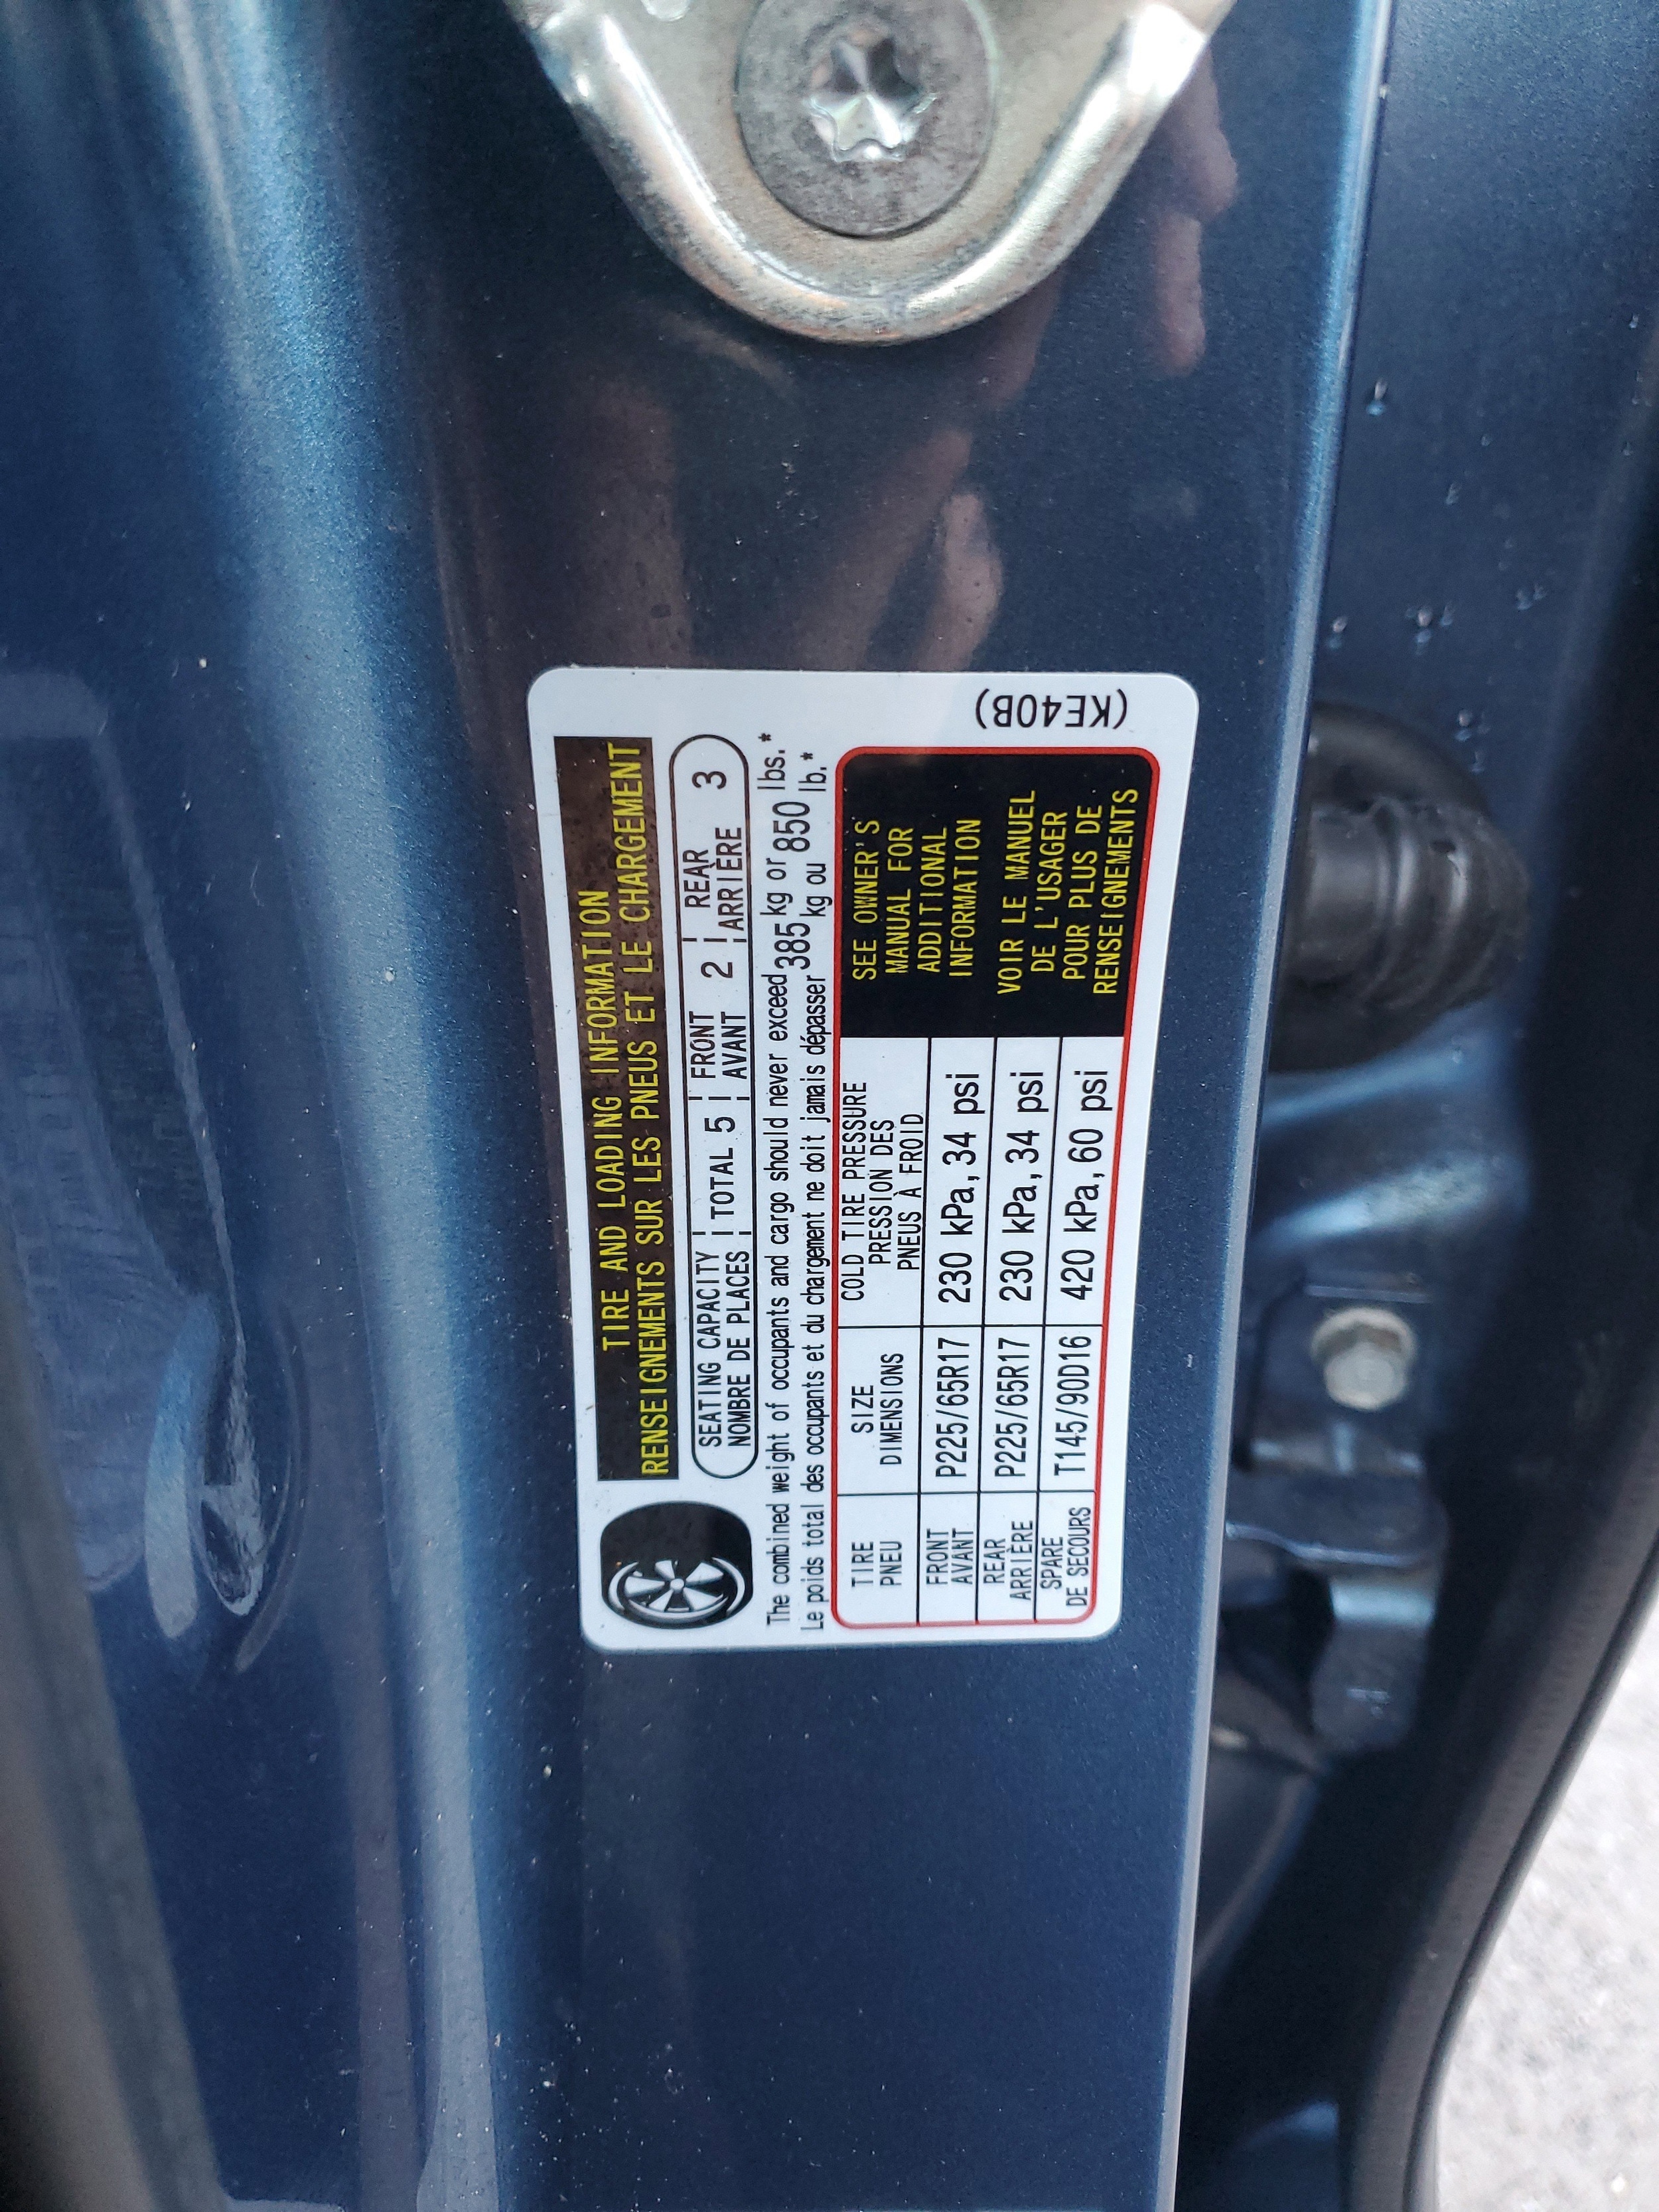 TIRE AND LOADING INFORMATION
RENSEIGNEMENTS SUR LES PNEUS ET LE CHARGEMENT
SEATING CAPACITY TOTAL 5 FRONT 2 REAR 3
NOMBRE DE PLACES AVANT ARRIÈRE
The combined weight of occupants and cargo should never exceed 385 kg or 850 lbs.*
Le poids total des occupants et du chargement ne doit jamais dépasser 385 kg ou 850 lb.*
TIRE SIZE COLD TIRE PRESSURE
PNEU DIMENSIONS PRESSION DES
PNEUS À FROID
FRONT P225/65R17 230 kPa, 34 psi
AVANT
REAR P225/65R17 230 kPa, 34 psi
ARRIÈRE
SPARE T145/90D16 420 kPa, 60 psi
DE SECOURS
SEE OWNER'S
MANUAL FOR
ADDITIONAL
INFORMATION
VOIR LE MANUEL
DE L'USAGER
POUR PLUS DE
RENSEIGNEMENTS
(KE40B)